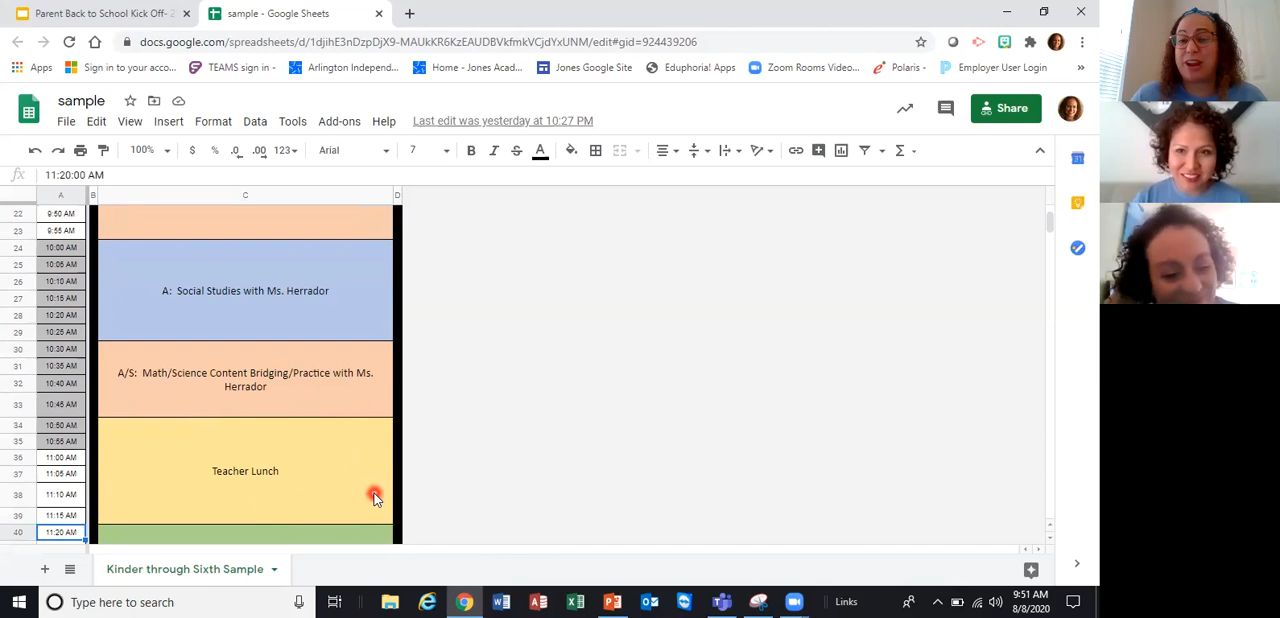 Parent Back to School Kick Off- 2
sample - Google Sheets
docs.google.com/spreadsheets/
/edit#gid=924439206
Apps
Sign in to your acco...
TEAMS sign in -
Arlington Independ...
Jones Google Site
Eduphoria! Apps
Zoom Rooms Virtu...
Polaris -
Employer User Login
sample
Share
File Edit View Insert Format Data Tools Add-ons Help Last edit was yesterday at 10:27 PM
100% $ % .0 .00 123 Arial 7 B I S A
fx 11:20:00 AM
A B C D
22 9:50 AM
23 9:55 AM
24 10:00 AM
25 10:05 AM
26 10:10 AM
A: Social Studies with Ms. Herrador
27 10:15 AM
28 10:20 AM
29 10:25 AM
30 10:30 AM
31 10:35 AM
A/S: Math/Science Content Bridging/Practice with Ms.
Herrador
32 10:40 AM
33 10:45 AM
34 10:50 AM
35 10:55 AM
36 11:00 AM
37 11:05 AM
Teacher Lunch
38 11:10 AM
39 11:15 AM
40 11:20 AM
Kinder through Sixth Sample
Type here to search
Links
9:51 AM
8/8/2020